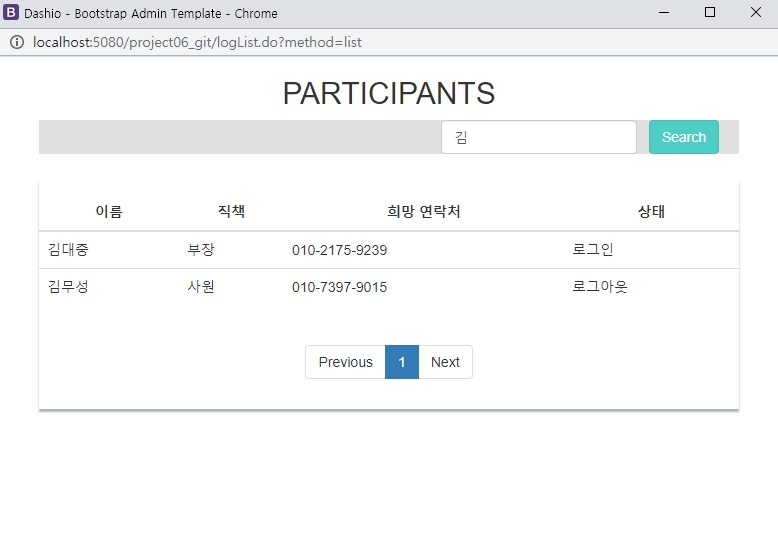 Dashio - Bootstrap Admin Template - Chrome
localhost:5080/project06_git/logList.do?method=list
PARTICIPANTS
김 Search
이름 직책 희망 연락처 상태
김대중 부장 010-2175-9239 로그인
김무성 사원 010-7397-9015 로그아웃
Previous 1 Next